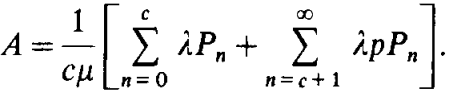 A = \frac{1}{c\mu} \left[ \sum_{n=0}^{c} \lambda P_n + \sum_{n=c+1}^{\infty} \lambda p P_n \right].